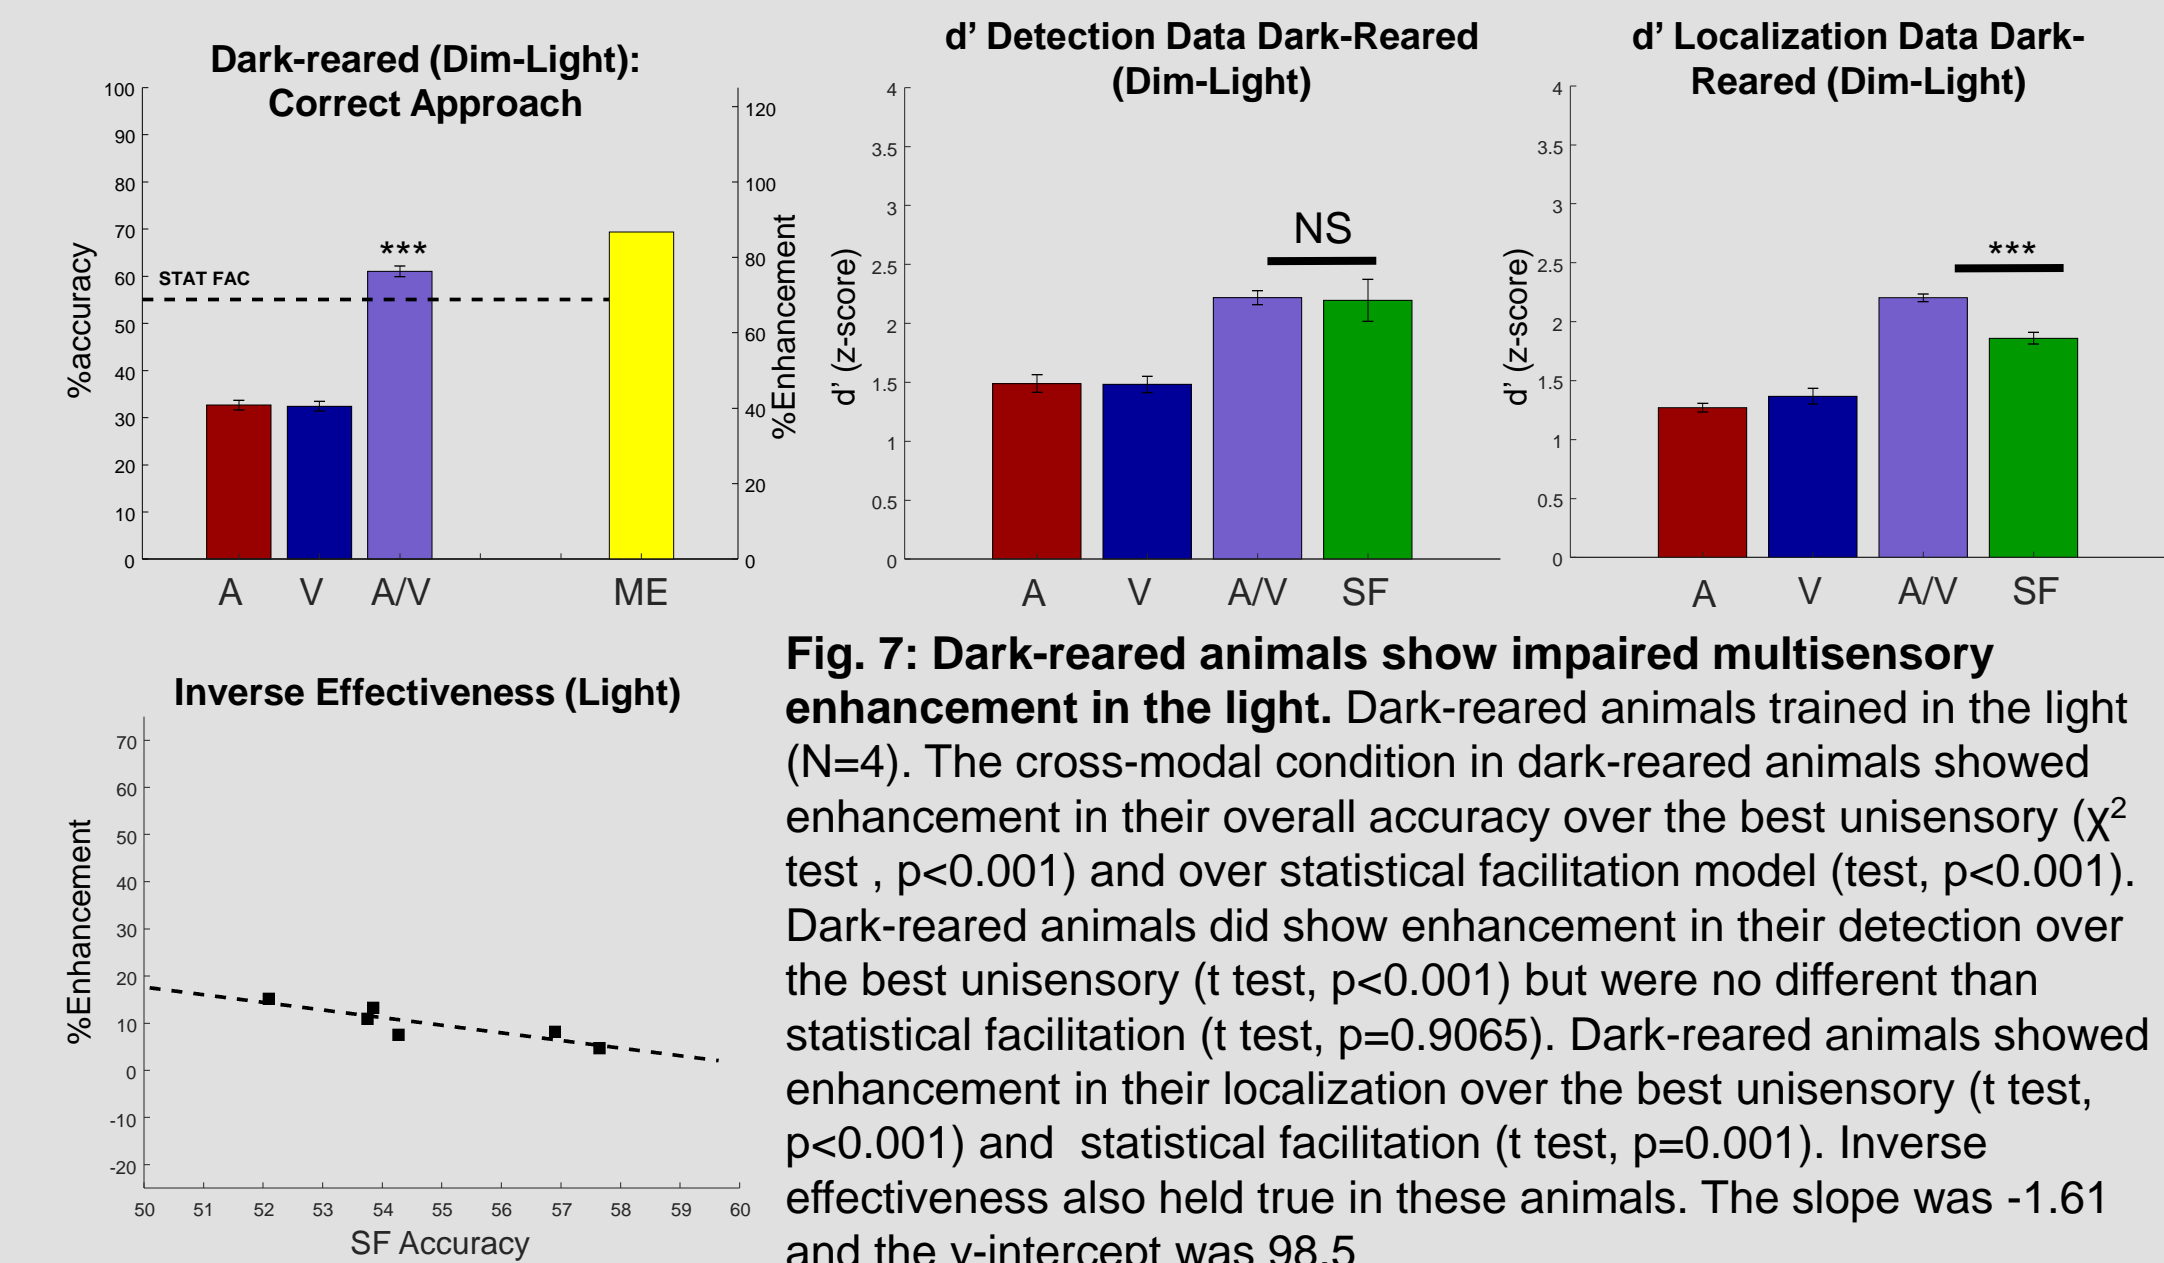 Dark-reared (Dim-Light):
Correct Approach
100
90
80
70
60
50
40
30
20
10
0
%accuracy
STAT FAC
***
120
100
80
60
40
20
0
%Enhancement
A V A/V ME
d’ Detection Data Dark-Reared
(Dim-Light)
4
3.5
3
2.5
2
1.5
1
0.5
0
d’ (z-score)
NS
A V A/V SF
d’ Localization Data Dark-
Reared (Dim-Light)
4
3.5
3
2.5
2
1.5
1
0.5
0
d’ (z-score)
***
A V A/V SF
Inverse Effectiveness (Light)
70
60
50
40
30
20
10
0
-10
-20
%Enhancement
50 51 52 53 54 55 56 57 58 59 60
SF Accuracy
Fig. 7: Dark-reared animals show impaired multisensory
enhancement in the light. Dark-reared animals trained in the light
(N=4). The cross-modal condition in dark-reared animals showed
enhancement in their overall accuracy over the best unisensory (χ²
test , p<0.001) and over statistical facilitation model (test, p<0.001).
Dark-reared animals did show enhancement in their detection over
the best unisensory (t test, p<0.001) but were no different than
statistical facilitation (t test, p=0.9065). Dark-reared animals showed
enhancement in their localization over the best unisensory (t test,
p<0.001) and  statistical facilitation (t test, p=0.001). Inverse
effectiveness also held true in these animals. The slope was -1.61
and the y-intercept was 98.5